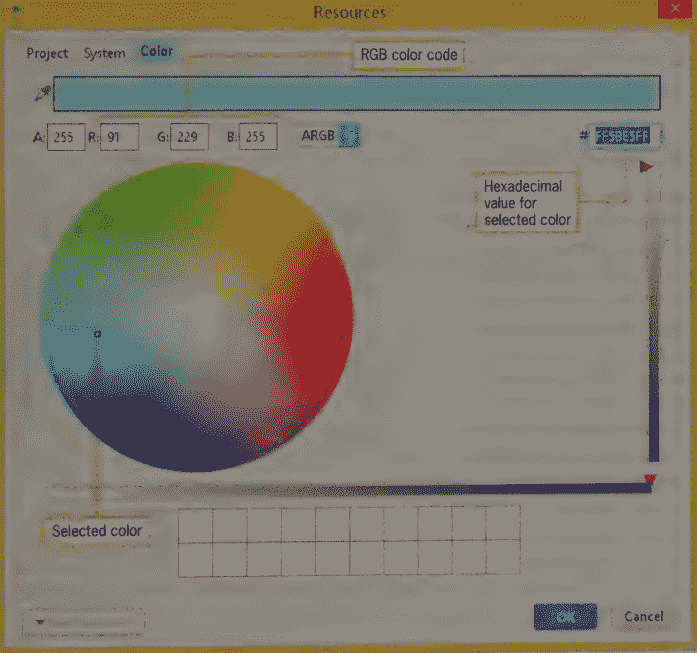 Resources
Project System Color
RGB color code
A: 255 R: 91 G: 229 B: 255 ARGB # FF5BE5FF
Hexadecimal
value for
selected color
Selected color
OK Cancel